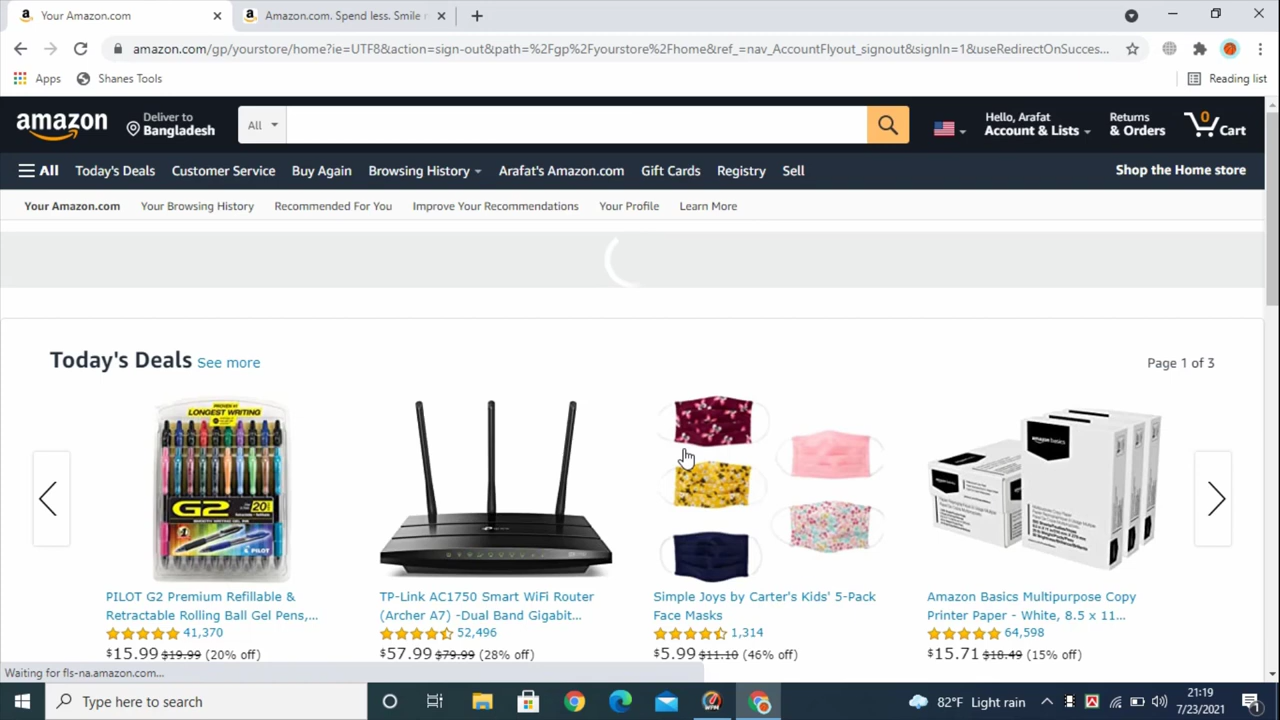 Your Amazon.com
Amazon.com. Spend less. Smile
amazon.com/gp/yourstore/home?ie=UTF8&action=sign-out&path=%2Fgp%2Fyourstore%2Fhome&ref_=nav_AccountFlyout_signout&signIn=1&useRedirectOnSucces...
Apps Shanes Tools Reading list
amazon
Deliver to
Bangladesh
All
Hello, Arafat
Account & Lists
Returns
& Orders
0
Cart
All Today's Deals Customer Service Buy Again Browsing History Arafat's Amazon.com Gift Cards Registry Sell Shop the Home store
Your Amazon.com Your Browsing History Recommended For You Improve Your Recommendations Your Profile Learn More
Today's Deals See more Page 1 of 3
LONGEST WRITING
G2
20
PILOT
amazon basics
PILOT G2 Premium Refillable &
Retractable Rolling Ball Gel Pens,...
41,370
$15.99 $19.99 (20% off)
TP-Link AC1750 Smart WiFi Router
(Archer A7) -Dual Band Gigabit...
52,496
$57.99 $79.99 (28% off)
Simple Joys by Carter's Kids' 5-Pack
Face Masks
1,314
$5.99 $11.10 (46% off)
Amazon Basics Multipurpose Copy
Printer Paper - White, 8.5 x 11...
64,598
$15.71 $18.49 (15% off)
Waiting for fls-na.amazon.com...
Type here to search
82°F Light rain
21:19
7/23/2021
1